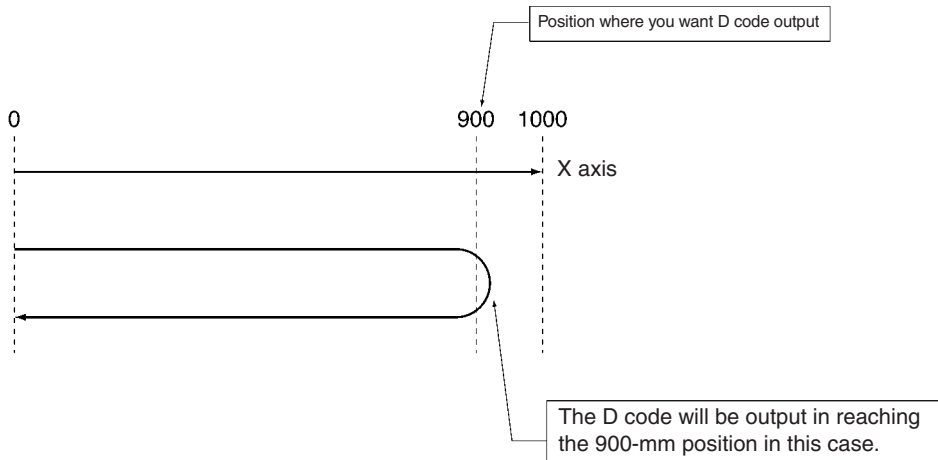 Position where you want D code output
0
900
1000
X axis
The D code will be output in reaching
the 900-mm position in this case.